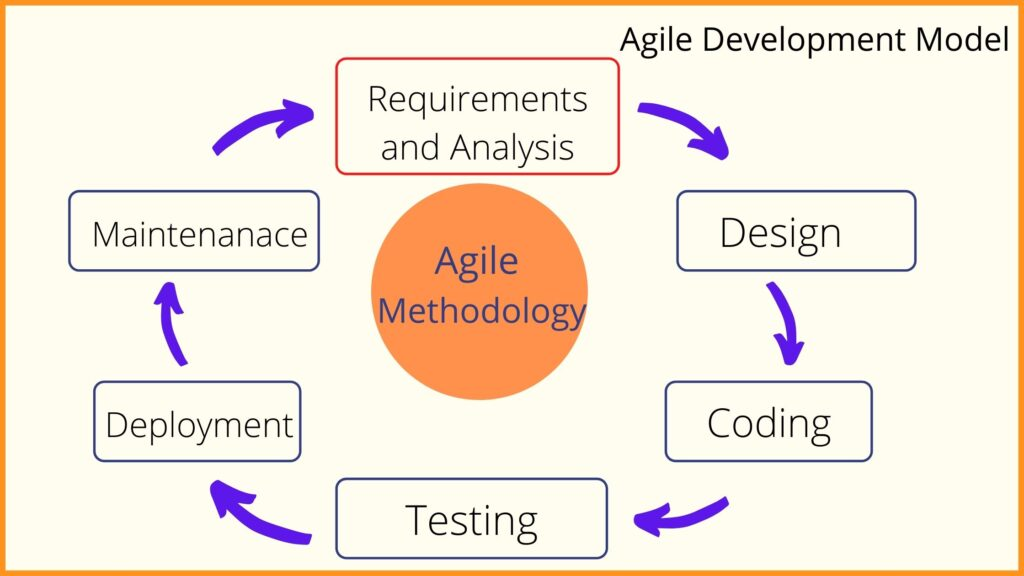 Agile Development Model
Requirements
and Analysis
Design
Coding
Testing
Deployment
Maintenanace
Agile
Methodology